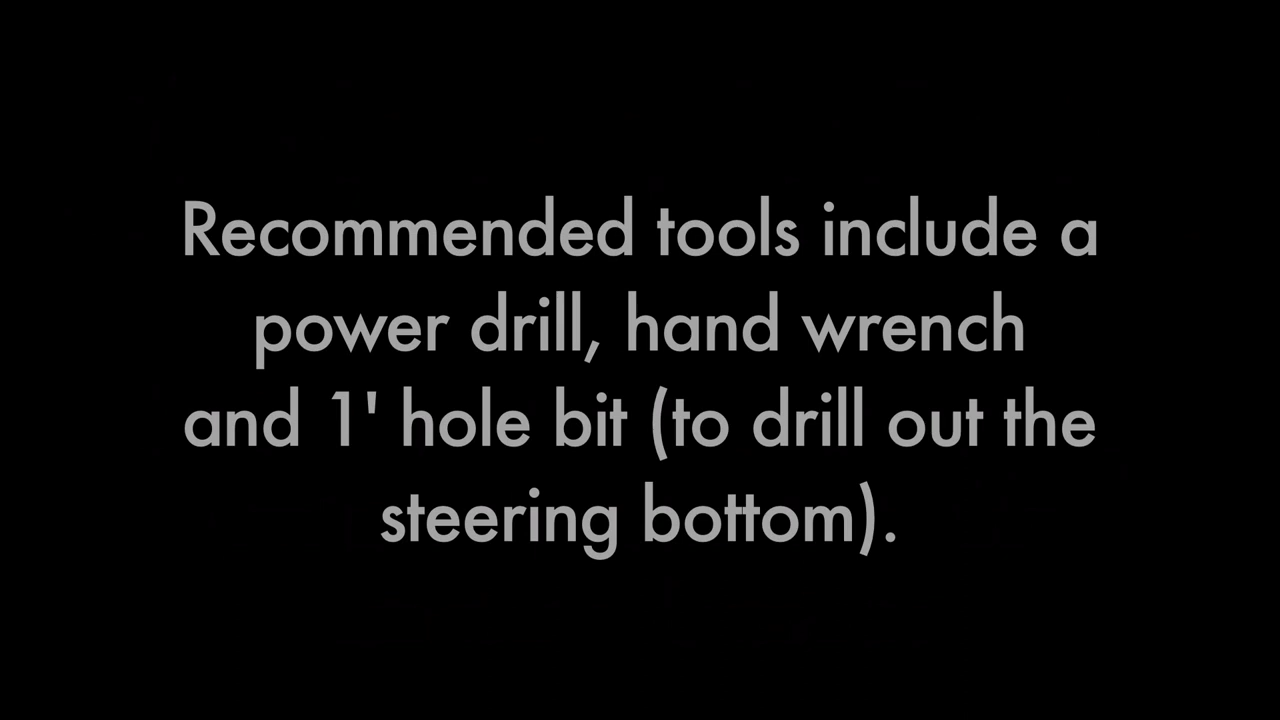 Recommended tools include a
power drill, hand wrench
and 1' hole bit (to drill out the
steering bottom).